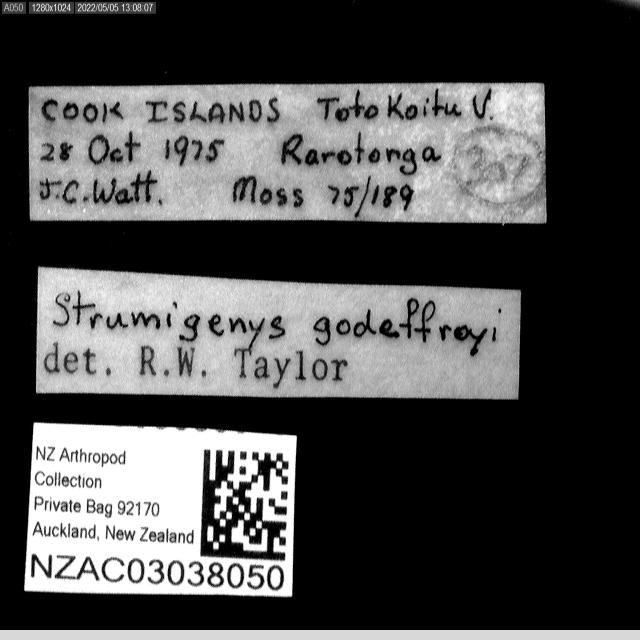 A050 1280x1024 2022/05/05 13:08:07
COOK ISLANDS Toto Koitu V.
28 Oct 1975 Rarotonga
J.C. Watt. Moss 75/189
Strumigenys godeffroyi
det. R.W. Taylor
NZ Arthropod
Collection
Private Bag 92170
Auckland, New Zealand
NZAC03038050